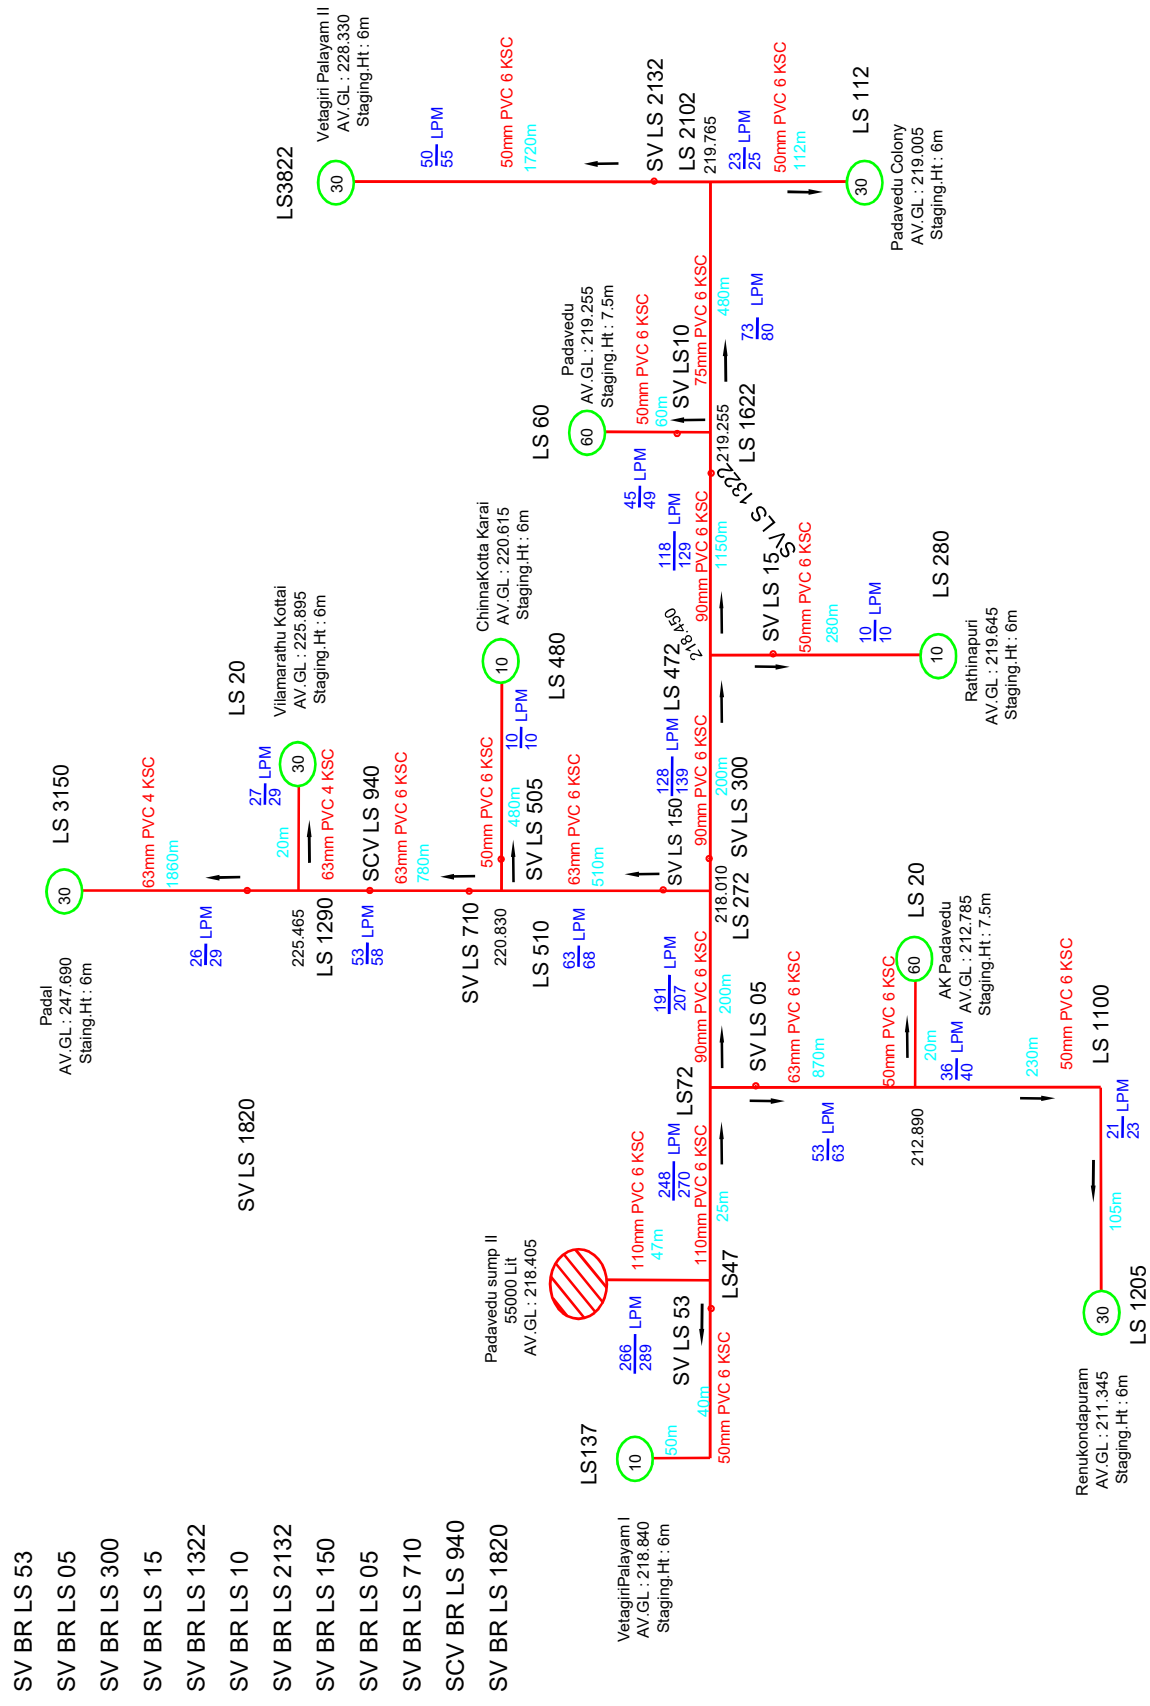 SV BR LS 53
SV BR LS 05
SV BR LS 300
SV BR LS 15
SV BR LS 1322
SV BR LS 10
SV BR LS 2132
SV BR LS 150
SV BR LS 05
SV BR LS 710
SCV BR LS 940
SV BR LS 1820
Padal
AV.GL : 247.690
Staing.Ht : 6m
30
LS 3150
63mm PVC 4 KSC
1860m
26
29
LPM
SV LS 1820
LS 20
Vilamarathu Kottai
AV.GL : 225.895
Staging.Ht : 6m
30
27
29
LPM
20m
63mm PVC 4 KSC
225.465
LS 1290
SCV LS 940
53
58
LPM
63mm PVC 6 KSC
780m
SV LS 710
220.830
LS 510
50mm PVC 6 KSC
480m
SV LS 505
10
10
LPM
ChinnaKotta Karai
AV.GL : 220.615
Staging.Ht : 6m
10
LS 480
63
68
LPM
63mm PVC 6 KSC
510m
SV LS 150
VetagiriPalayam I
AV.GL : 218.840
Staging.Ht : 6m
LS137
10
50m
40m
50mm PVC 6 KSC
SV LS 53
Padavedu sump II
55000 Lit
AV.GL : 218.405
266
289
LPM
110mm PVC 6 KSC
47m
LS47
248
270
LPM
110mm PVC 6 KSC
25m
LS72
191
207
LPM
90mm PVC 6 KSC
200m
218.010
LS 272
SV LS 300
128
139
LPM
90mm PVC 6 KSC
200m
LS 472
218.450
118
129
LPM
90mm PVC 6 KSC
1150m
SV LS 1322
219.255
LS 1622
45
49
LPM
LS 60
60
Padavedu
AV.GL : 219.255
Staging.Ht : 7.5m
50mm PVC 6 KSC
60m
SV LS10
75mm PVC 6 KSC
480m
73
80
LPM
LS3822
30
Vetagiri Palayam II
AV.GL : 228.330
Staging.Ht : 6m
50
55
LPM
50mm PVC 6 KSC
1720m
SV LS 2132
LS 2102
219.765
23
25
LPM
50mm PVC 6 KSC
112m
30
LS 112
Padavedu Colony
AV.GL : 219.005
Staging.Ht : 6m
SV LS 15
50mm PVC 6 KSC
280m
10
10
LPM
LS 280
10
Rathinapuri
AV.GL : 219.645
Staging.Ht : 6m
SV LS 05
63mm PVC 6 KSC
870m
53
63
LPM
50mm PVC 6 KSC
20m
36
40
LPM
60
LS 20
AK Padavedu
AV.GL : 212.785
Staging.Ht : 7.5m
212.890
230m
50mm PVC 6 KSC
LS 1100
21
23
LPM
105m
30
LS 1205
Renukondapuram
AV.GL : 211.345
Staging.Ht : 6m